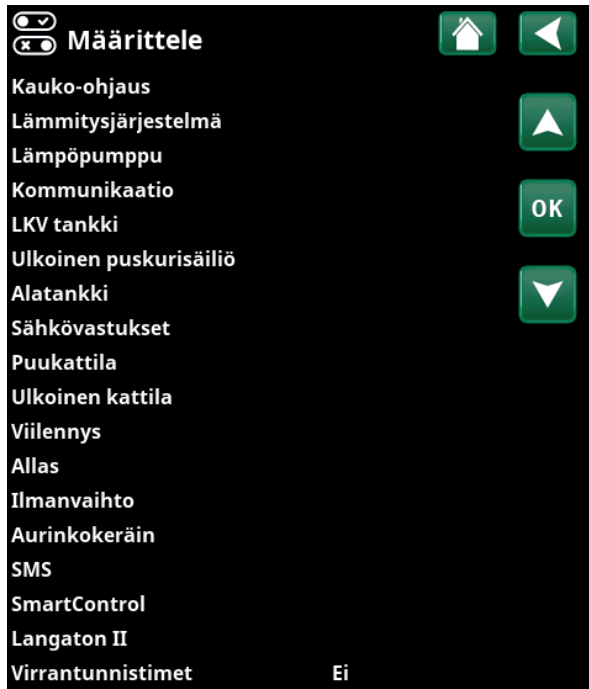 Määrittele
Kauko-ohjaus
Lämmitysjärjestelmä
Lämpöpumppu
OK
Kommunikaatio
LKV tankki
Ulkoinen puskurisäiliö
Alatankki
Sähkövastukset
Puukattila
Ulkoinen kattila
Viilennys
Allas
Ilmanvaihto
Aurinkokeräin
SMS
SmartControl
Langaton II
Virrantunnistimet Ei